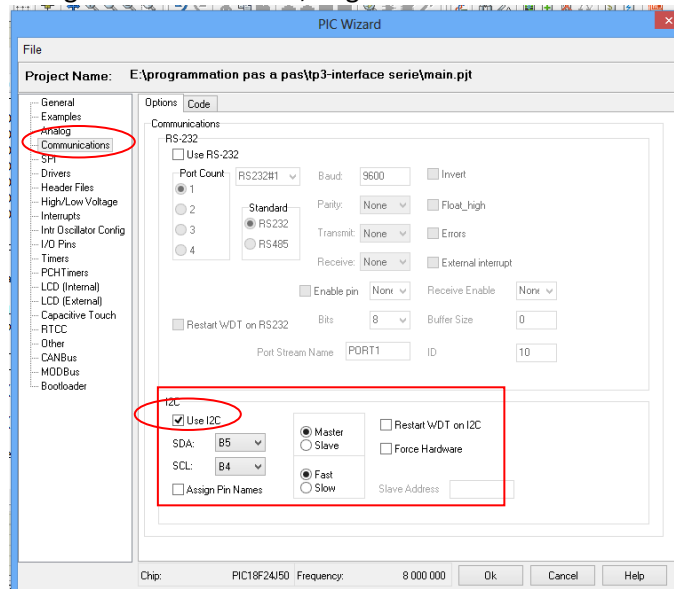 PIC Wizard
File
Project Name: E:\programmation pas a pas\tp3-interface serie\main.pjt
General
Examples
Analog
Communications
SPI
Drivers
Header Files
High/Low Voltage
Interrupts
Intr Oscillator Config
I/O Pins
Timers
PCHTimers
LCD (Internal)
LCD (External)
Capacitive Touch
RTCC
Other
CANBus
MODBus
Bootloader
Options Code
Communications
RS-232
Use RS-232
Port Count RS232#1 Baud: 9600 Invert
1
2 Standard Parity: None Float_high
3 RS232 Transmit: None Errors
4 RS485 Receive: None External interrupt
Enable pin None Receive Enable None
Restart WDT on RS232 Bits 8 Buffer Size 0
Port Stream Name PORT1 ID 10
I2C
Use I2C
SDA: B5 Master Restart WDT on I2C
Slave Force Hardware
SCL: B4 Fast
Assign Pin Names Slow Slave Address
Chip: PIC18F24J50 Frequency: 8 000 000 Ok Cancel Help